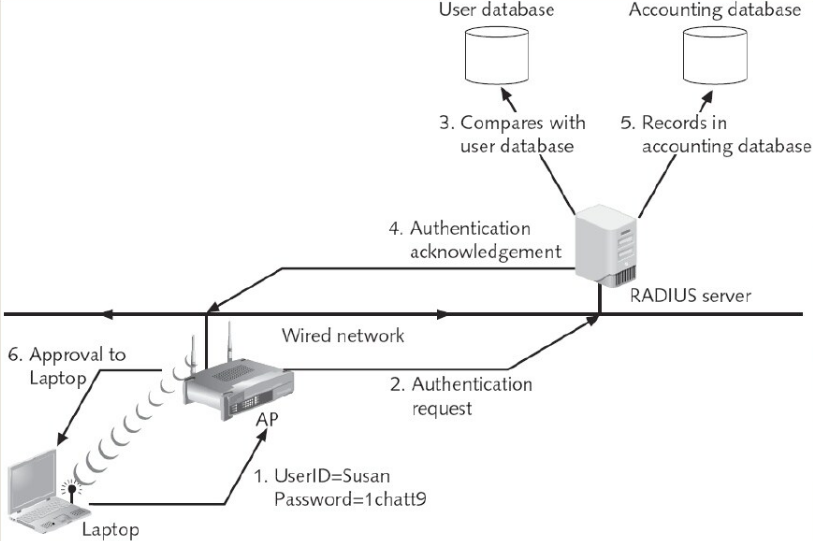 User database
Accounting database
3. Compares with
user database
5. Records in
accounting database
4. Authentication
acknowledgement
RADIUS server
Wired network
6. Approval to
Laptop
2. Authentication
request
AP
1. UserID=Susan
Password=1chatt9
Laptop